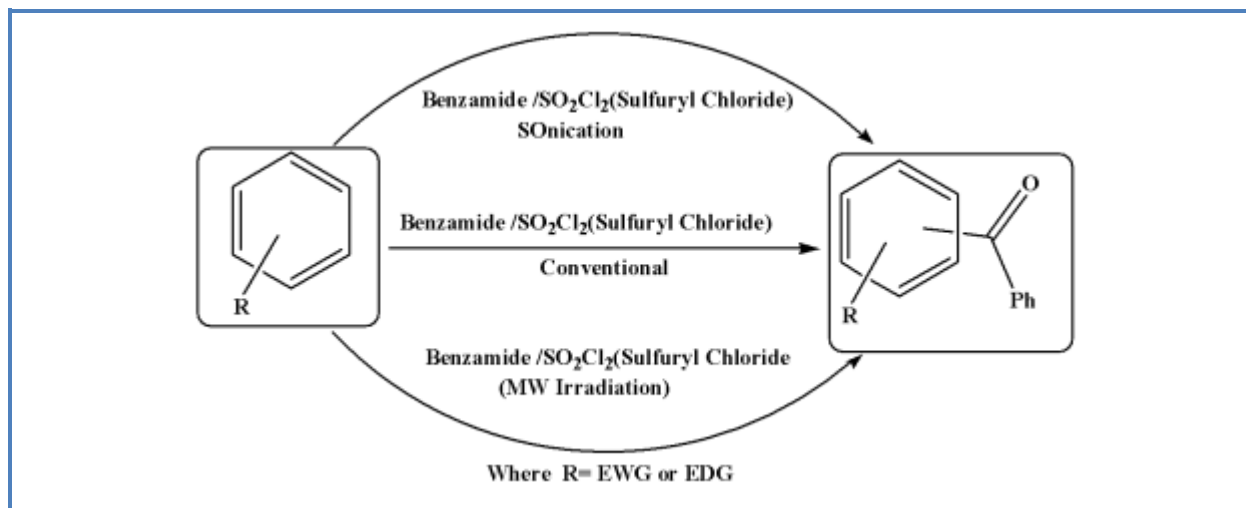 Benzamide /SO₂Cl₂(Sulfuryl Chloride)
SOnication
Benzamide /SO₂Cl₂(Sulfuryl Chloride)
Conventional
R
O
Ph
R
Benzamide /SO₂Cl₂(Sulfuryl Chloride
(MW Irradiation)
Where R= EWG or EDG